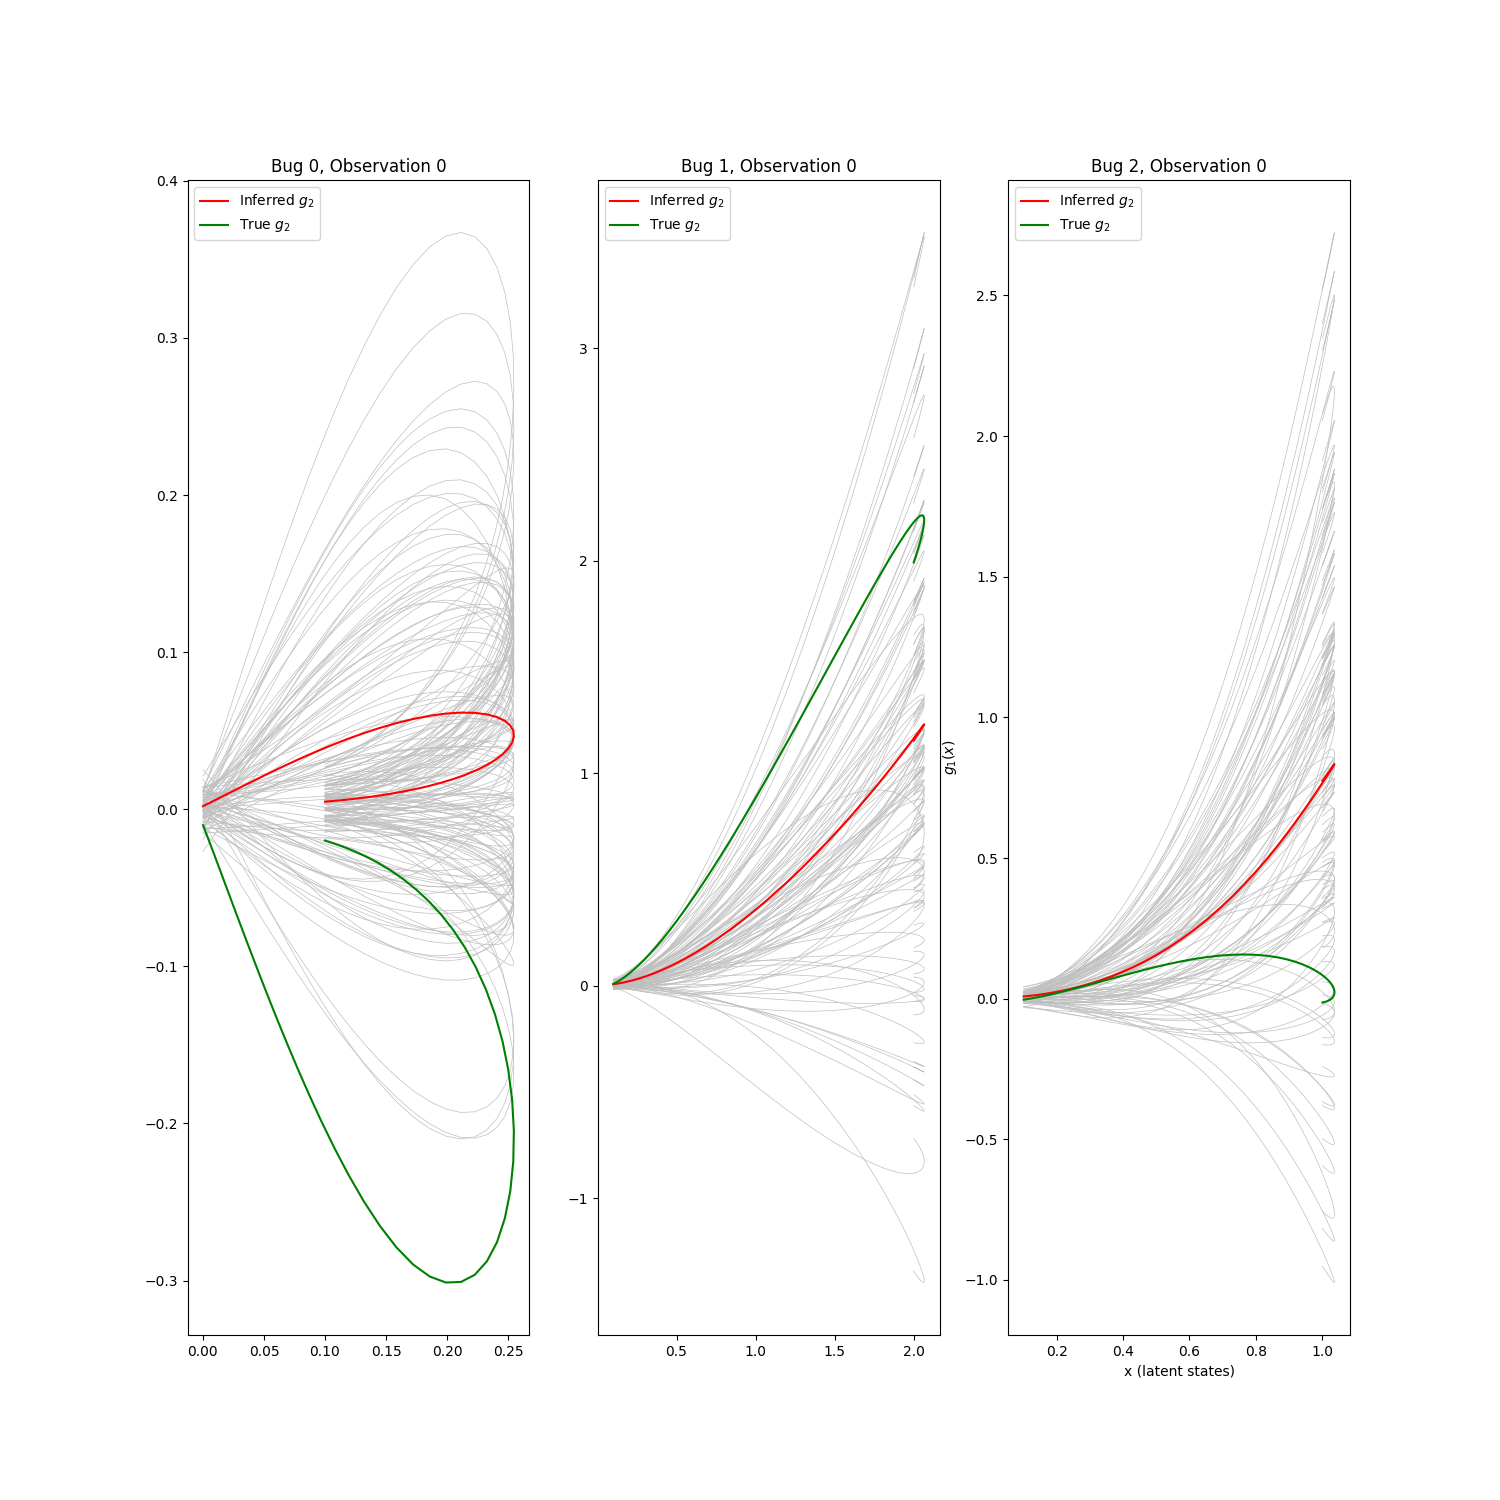 Bug 0, Observation 0
Inferred g₂
True g₂
0.4
0.3
0.2
0.1
0.0
−0.1
−0.2
−0.3
0.00 0.05 0.10 0.15 0.20 0.25
Bug 1, Observation 0
Inferred g₂
True g₂
3
2
1
0
−1
0.5 1.0 1.5 2.0
Bug 2, Observation 0
Inferred g₂
True g₂
g₁(x)
2.5
2.0
1.5
1.0
0.5
0.0
−0.5
−1.0
0.2 0.4 0.6 0.8 1.0
x (latent states)